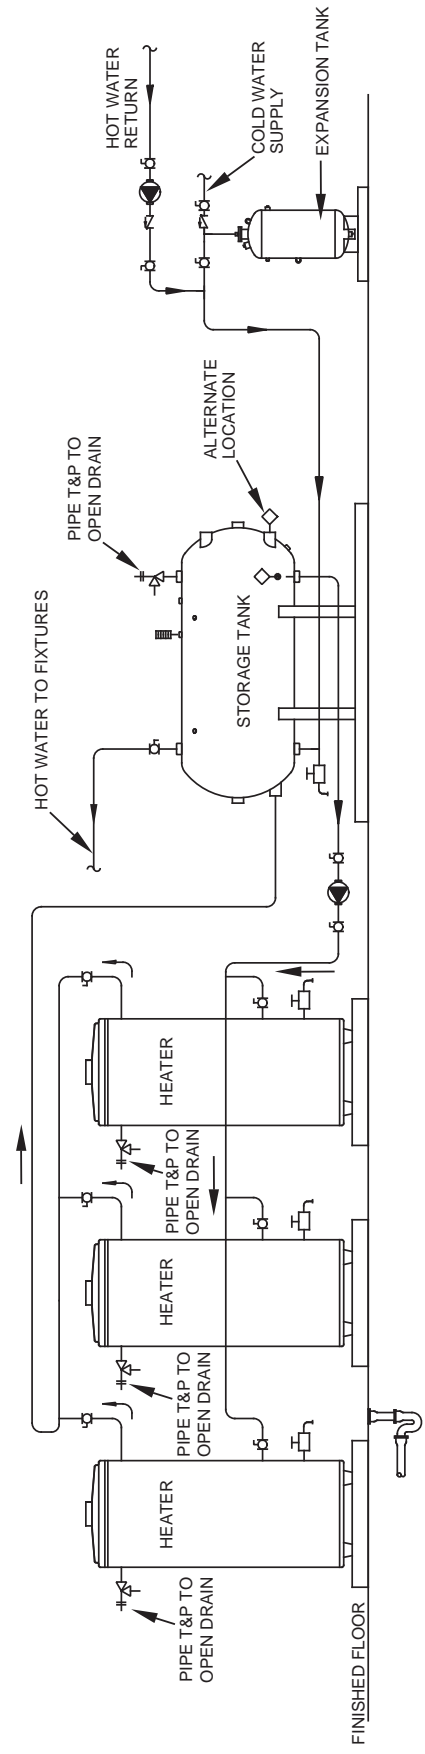 HOT WATER
RETURN
COLD WATER
SUPPLY
EXPANSION TANK
PIPE T&P TO
OPEN DRAIN
ALTERNATE
LOCATION
HOT WATER TO FIXTURES
STORAGE TANK
HEATER
PIPE T&P TO
OPEN DRAIN
HEATER
PIPE T&P TO
OPEN DRAIN
HEATER
PIPE T&P TO
OPEN DRAIN
FINISHED FLOOR